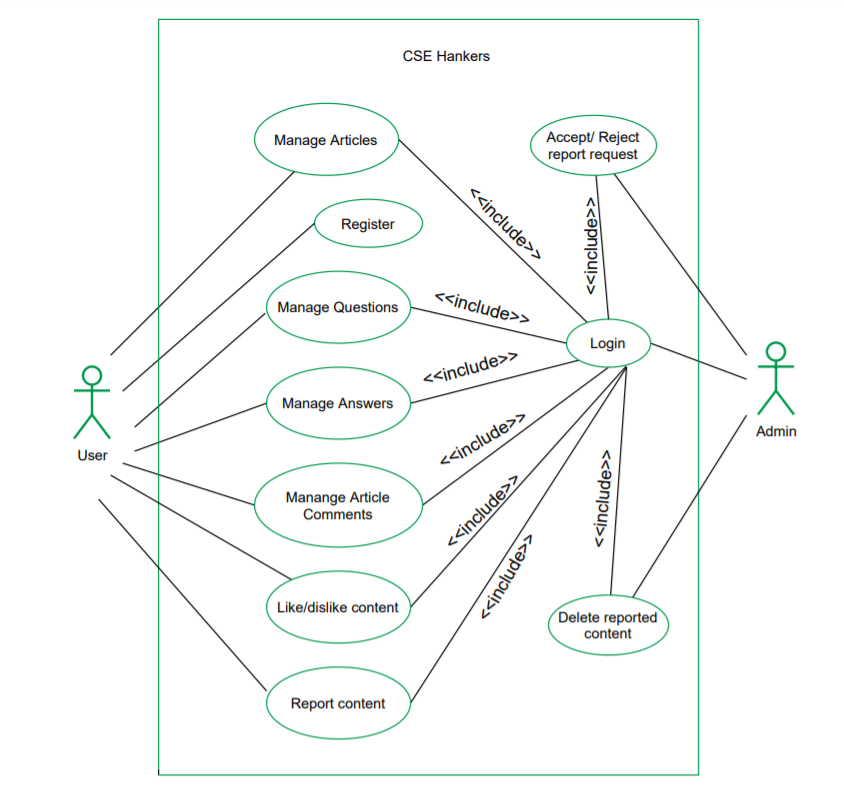 CSE Hankers
Manage Articles
Accept/ Reject
report request
<<include>>
<<include>>
Register
Manage Questions
<<include>>
Login
<<include>>
Manage Answers
User
Admin
<<include>>
Manange Article
Comments
<<include>>
<<include>>
<<include>>
Like/dislike content
Delete reported
content
Report content